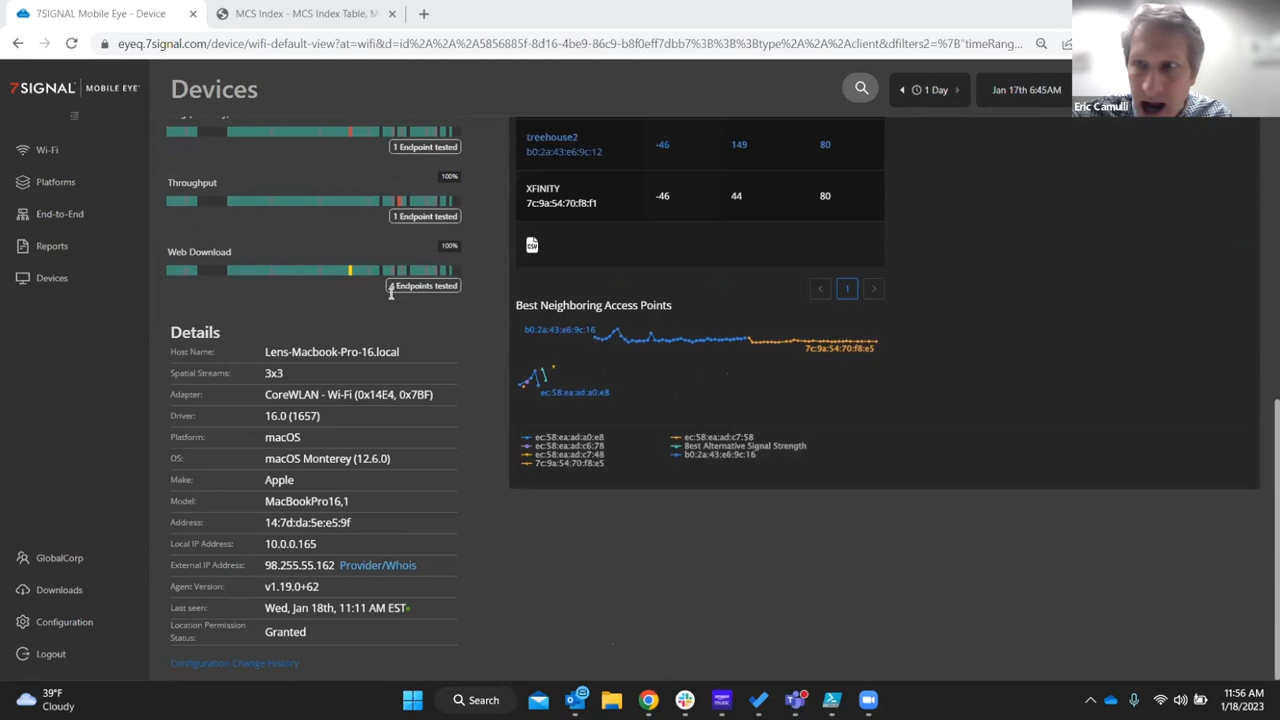 7SIGNAL Mobile Eye - Device
MCS Index - MCS Index Table, M
eyeq.7signal.com/device/wifi-default-view?at=wifi&d=id%2A%2A%2A5856885f-8d16-4be9-86c9-b8f0eff7dbb7%3B%3B%3Btype%2A%2A%2Aclient&dfilters2=%7B"timeRang...
7SIGNAL MOBILE EYE
Devices
1 Day
Jan 17th 6:45AM
Eric Camulli
Wi-Fi
Platforms
End-to-End
Reports
Devices
GlobalCorp
Downloads
Configuration
Logout
1 Endpoint tested
Throughput
100%
1 Endpoint tested
Web Download
100%
Endpoints tested
Details
Host Name: Lens-Macbook-Pro-16.local
Spatial Streams: 3x3
Adapter: CoreWLAN - Wi-Fi (0x14E4, 0x7BF)
Driver: 16.0 (1657)
Platform: macOS
OS: macOS Monterey (12.6.0)
Make: Apple
Model: MacBookPro16,1
Address: 14:7d:da:5e:e5:9f
Local IP Address: 10.0.0.165
External IP Address: 98.255.55.162 Provider/Whois
Agent Version: v1.19.0+62
Last seen: Wed, Jan 18th, 11:11 AM EST
Location Permission
Status: Granted
Configuration Change History
treehouse2
b0:2a:43:e6:9c:12
-46 149 80
XFINITY
7c:9a:54:70:f8:f1
-46 44 80
CSV
1
Best Neighboring Access Points
b0:2a:43:e6:9c:16
7c:9a:54:70:f8:e5
ec:58:ea:ad:a0:e8
ec:58:ea:ad:a0:e8
ec:58:ea:ad:c6:78
ec:58:ea:ad:c7:48
7c:9a:54:70:f8:e5
ec:58:ea:ad:c7:58
Best Alternative Signal Strength
b0:2a:43:e6:9c:16
39°F
Cloudy
Search
amazon
music
11:56 AM
1/18/2023